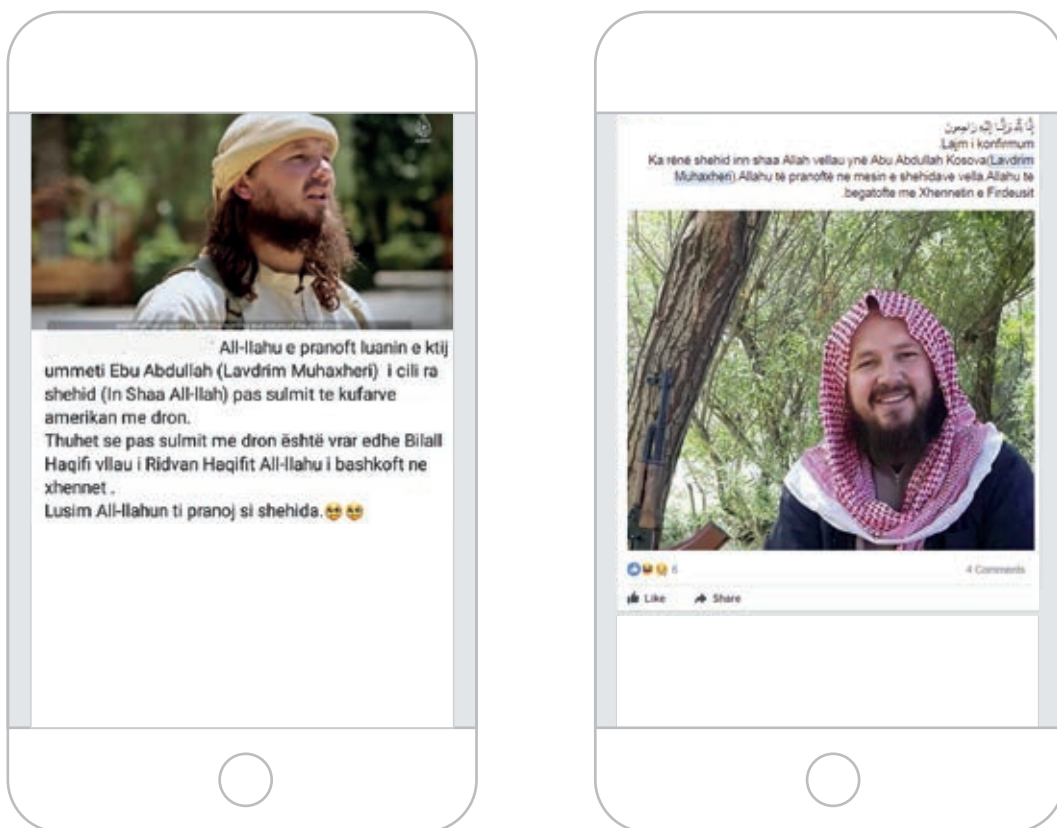 All-llahu e pranoft luanin e ktij
ummeti Ebu Abdullah (Lavdrim Muhaxheri) i cili ra
shehid (In Shaa All-llah) pas sulmit te kufarve
amerikan me dron.
Thuhet se pas sulmit me dron është vrar edhe Bilall
Haqifi vllau i Ridvan Haqifit All-llahu i bashkoft ne
xhennet .
Lusim All-llahun ti pranoj si shehida.
إِنَّا لِلَّهِ وَإِنَّا إِلَيْهِ رَاجِعُونَ
.Lajm i konfirmum
Ka rënë shehid inn shaa Allah vellau ynë Abu Abdullah Kosova(Lavdrim
Muhaxheri).Allahu të pranoftë ne mesin e shehidave vella.Allahu te
.begatofte me Xhennetin e Firdeusit
6
4 Comments
Like Share